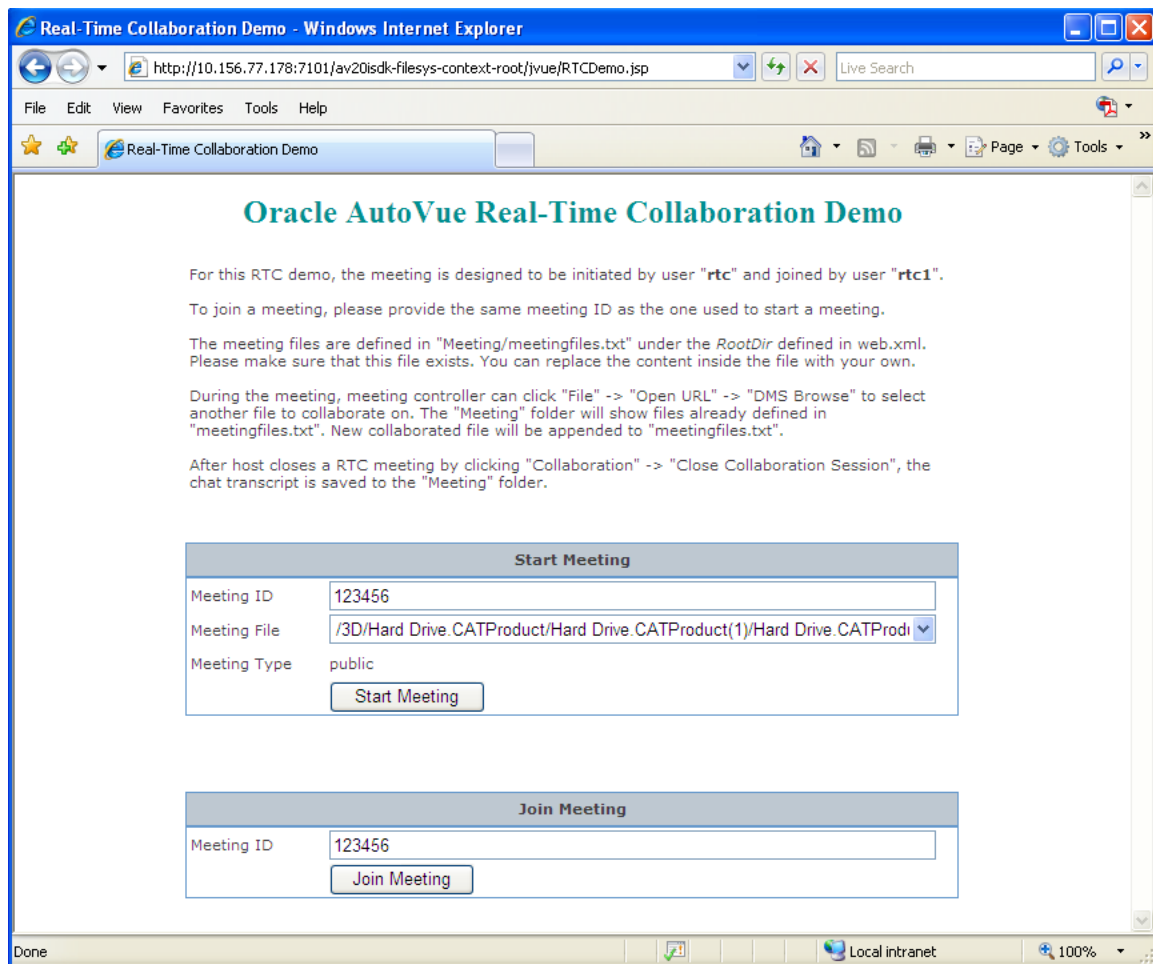 Real-Time Collaboration Demo - Windows Internet Explorer
http://10.156.77.178:7101/av20isdk-filesys-context-root/jvue/RTCDemo.jsp
Live Search
File Edit View Favorites Tools Help
Real-Time Collaboration Demo
Page
Tools
Oracle AutoVue Real-Time Collaboration Demo
For this RTC demo, the meeting is designed to be initiated by user "rtc" and joined by user "rtc1".
To join a meeting, please provide the same meeting ID as the one used to start a meeting.
The meeting files are defined in "Meeting/meetingfiles.txt" under the RootDir defined in web.xml.
Please make sure that this file exists. You can replace the content inside the file with your own.
During the meeting, meeting controller can click "File" -> "Open URL" -> "DMS Browse" to select
another file to collaborate on. The "Meeting" folder will show files already defined in
"meetingfiles.txt". New collaborated file will be appended to "meetingfiles.txt".
After host closes a RTC meeting by clicking "Collaboration" -> "Close Collaboration Session", the
chat transcript is saved to the "Meeting" folder.
Start Meeting
Meeting ID 123456
Meeting File /3D/Hard Drive.CATProduct/Hard Drive.CATProduct(1)/Hard Drive.CATProdu
Meeting Type public
Start Meeting
Join Meeting
Meeting ID 123456
Join Meeting
Done Local intranet 100%